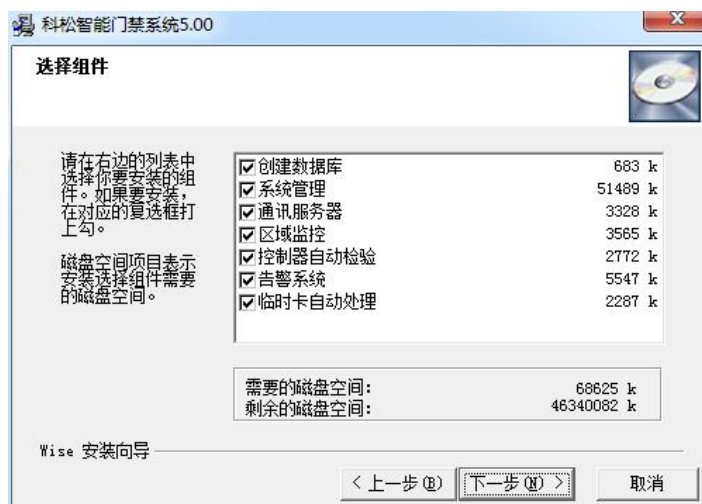 科松智能门禁系统5.00
选择组件
请在右边的列表中
选择你要安装的组
件。如果要安装，
在对应的复选框打
上勾。
磁盘空间项目表示
安装选择组件需要
的磁盘空间。
创建数据库 683 k
系统管理 51489 k
通讯服务器 3328 k
区域监控 3565 k
控制器自动检验 2772 k
告警系统 5547 k
临时卡自动处理 2287 k
需要的磁盘空间: 68625 k
剩余的磁盘空间: 46340082 k
Wise 安装向导
< 上一步(B) 下一步(N) > 取消